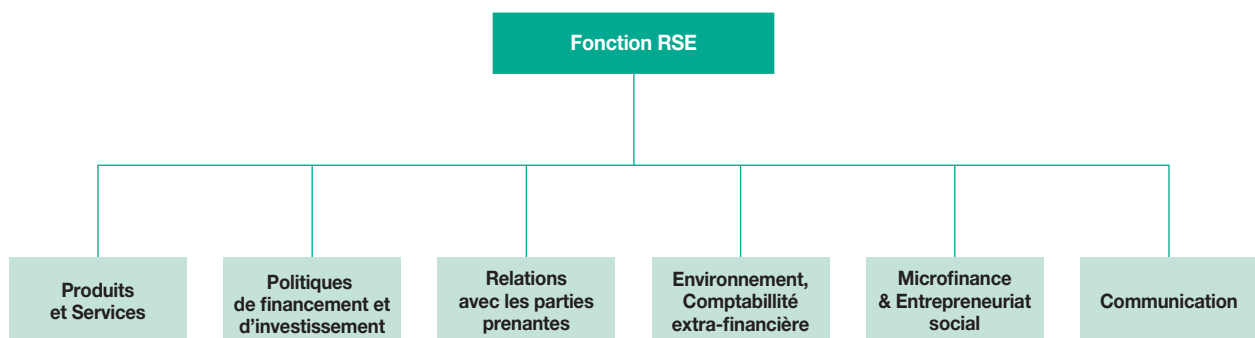 Fonction RSE
Produits
et Services
Politiques
de financement et
d’investissement
Relations
avec les parties
prenantes
Environnement,
Comptabillité
extra-financière
Microfinance
& Entrepreneuriat
social
Communication